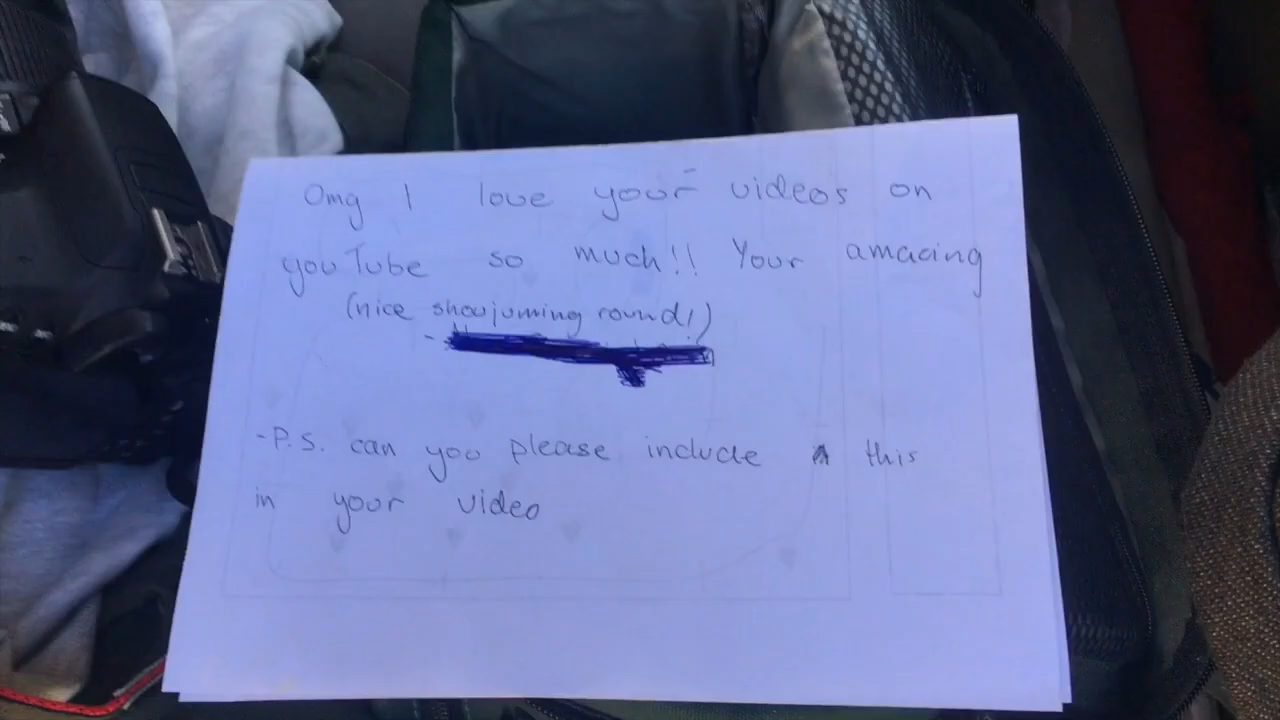 Omg I love your videos on
youTube so much!! Your amacing
(nice showjuming round!)
-P.S. can you please include this
in your video